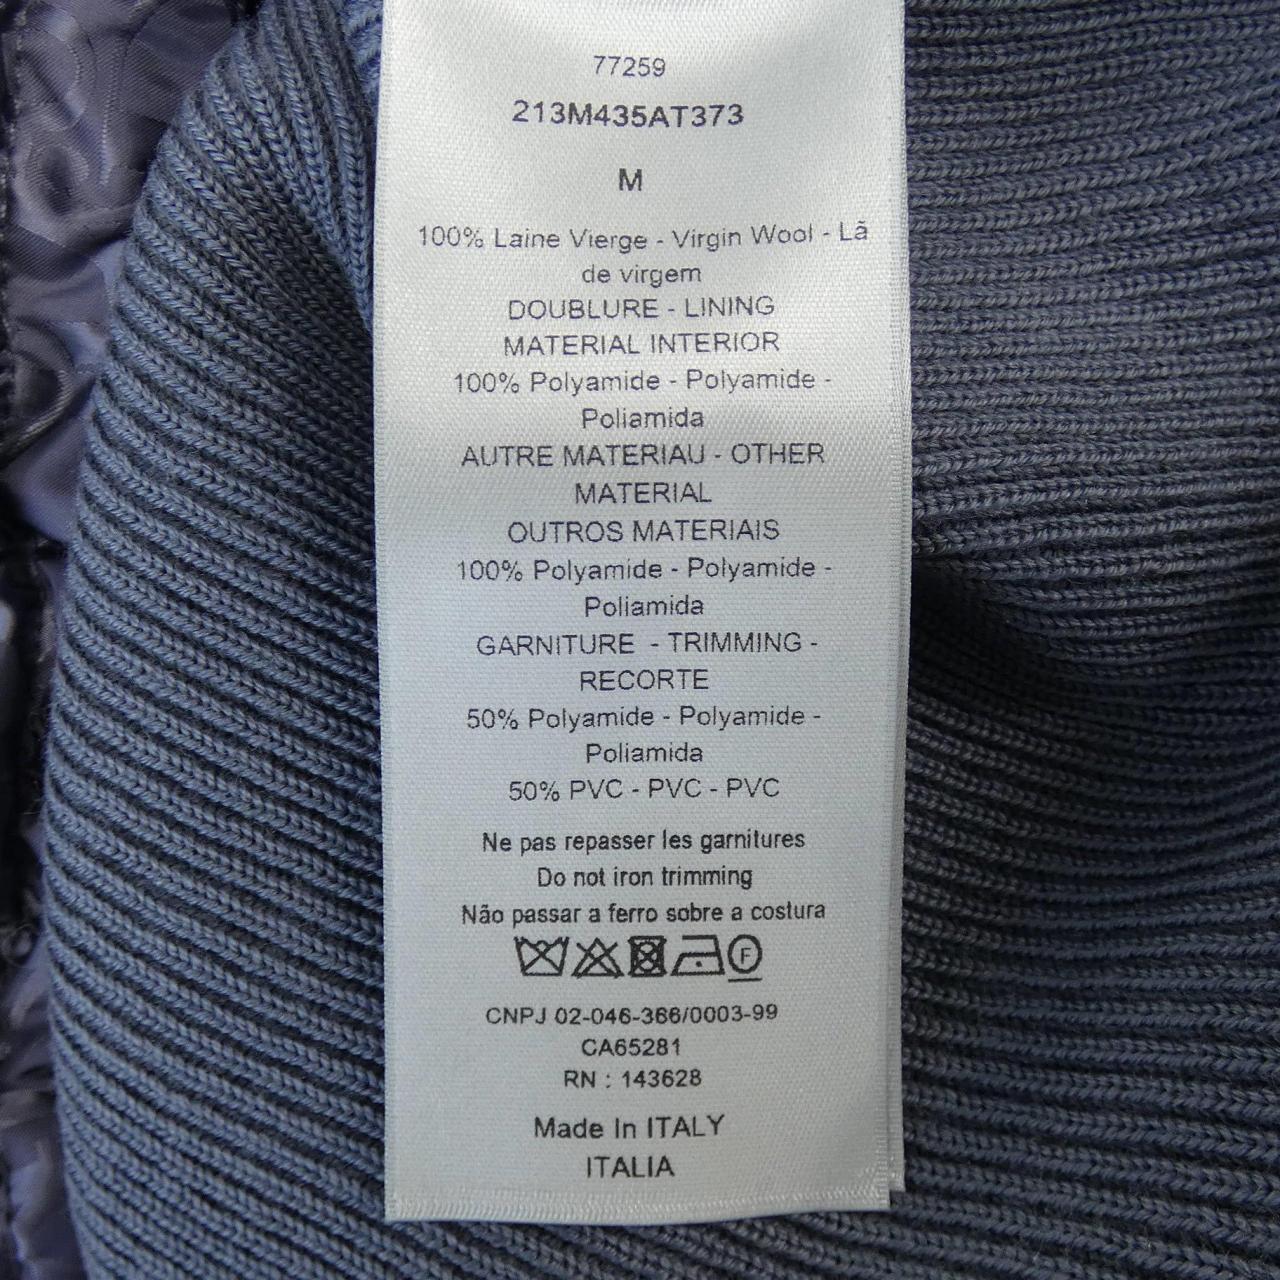 77259
213M435AT373
M
100% Laine Vierge - Virgin Wool - Lã
de virgem
DOUBLURE - LINING
MATERIAL INTERIOR
100% Polyamide - Polyamide -
Poliamida
AUTRE MATERIAU - OTHER
MATERIAL
OUTROS MATERIAIS
100% Polyamide - Polyamide -
Poliamida
GARNITURE - TRIMMING -
RECORTE
50% Polyamide - Polyamide -
Poliamida
50% PVC - PVC - PVC
Ne pas repasser les garnitures
Do not iron trimming
Não passar a ferro sobre a costura
F
CNPJ 02-046-366/0003-99
CA65281
RN : 143628
Made In ITALY
ITALIA